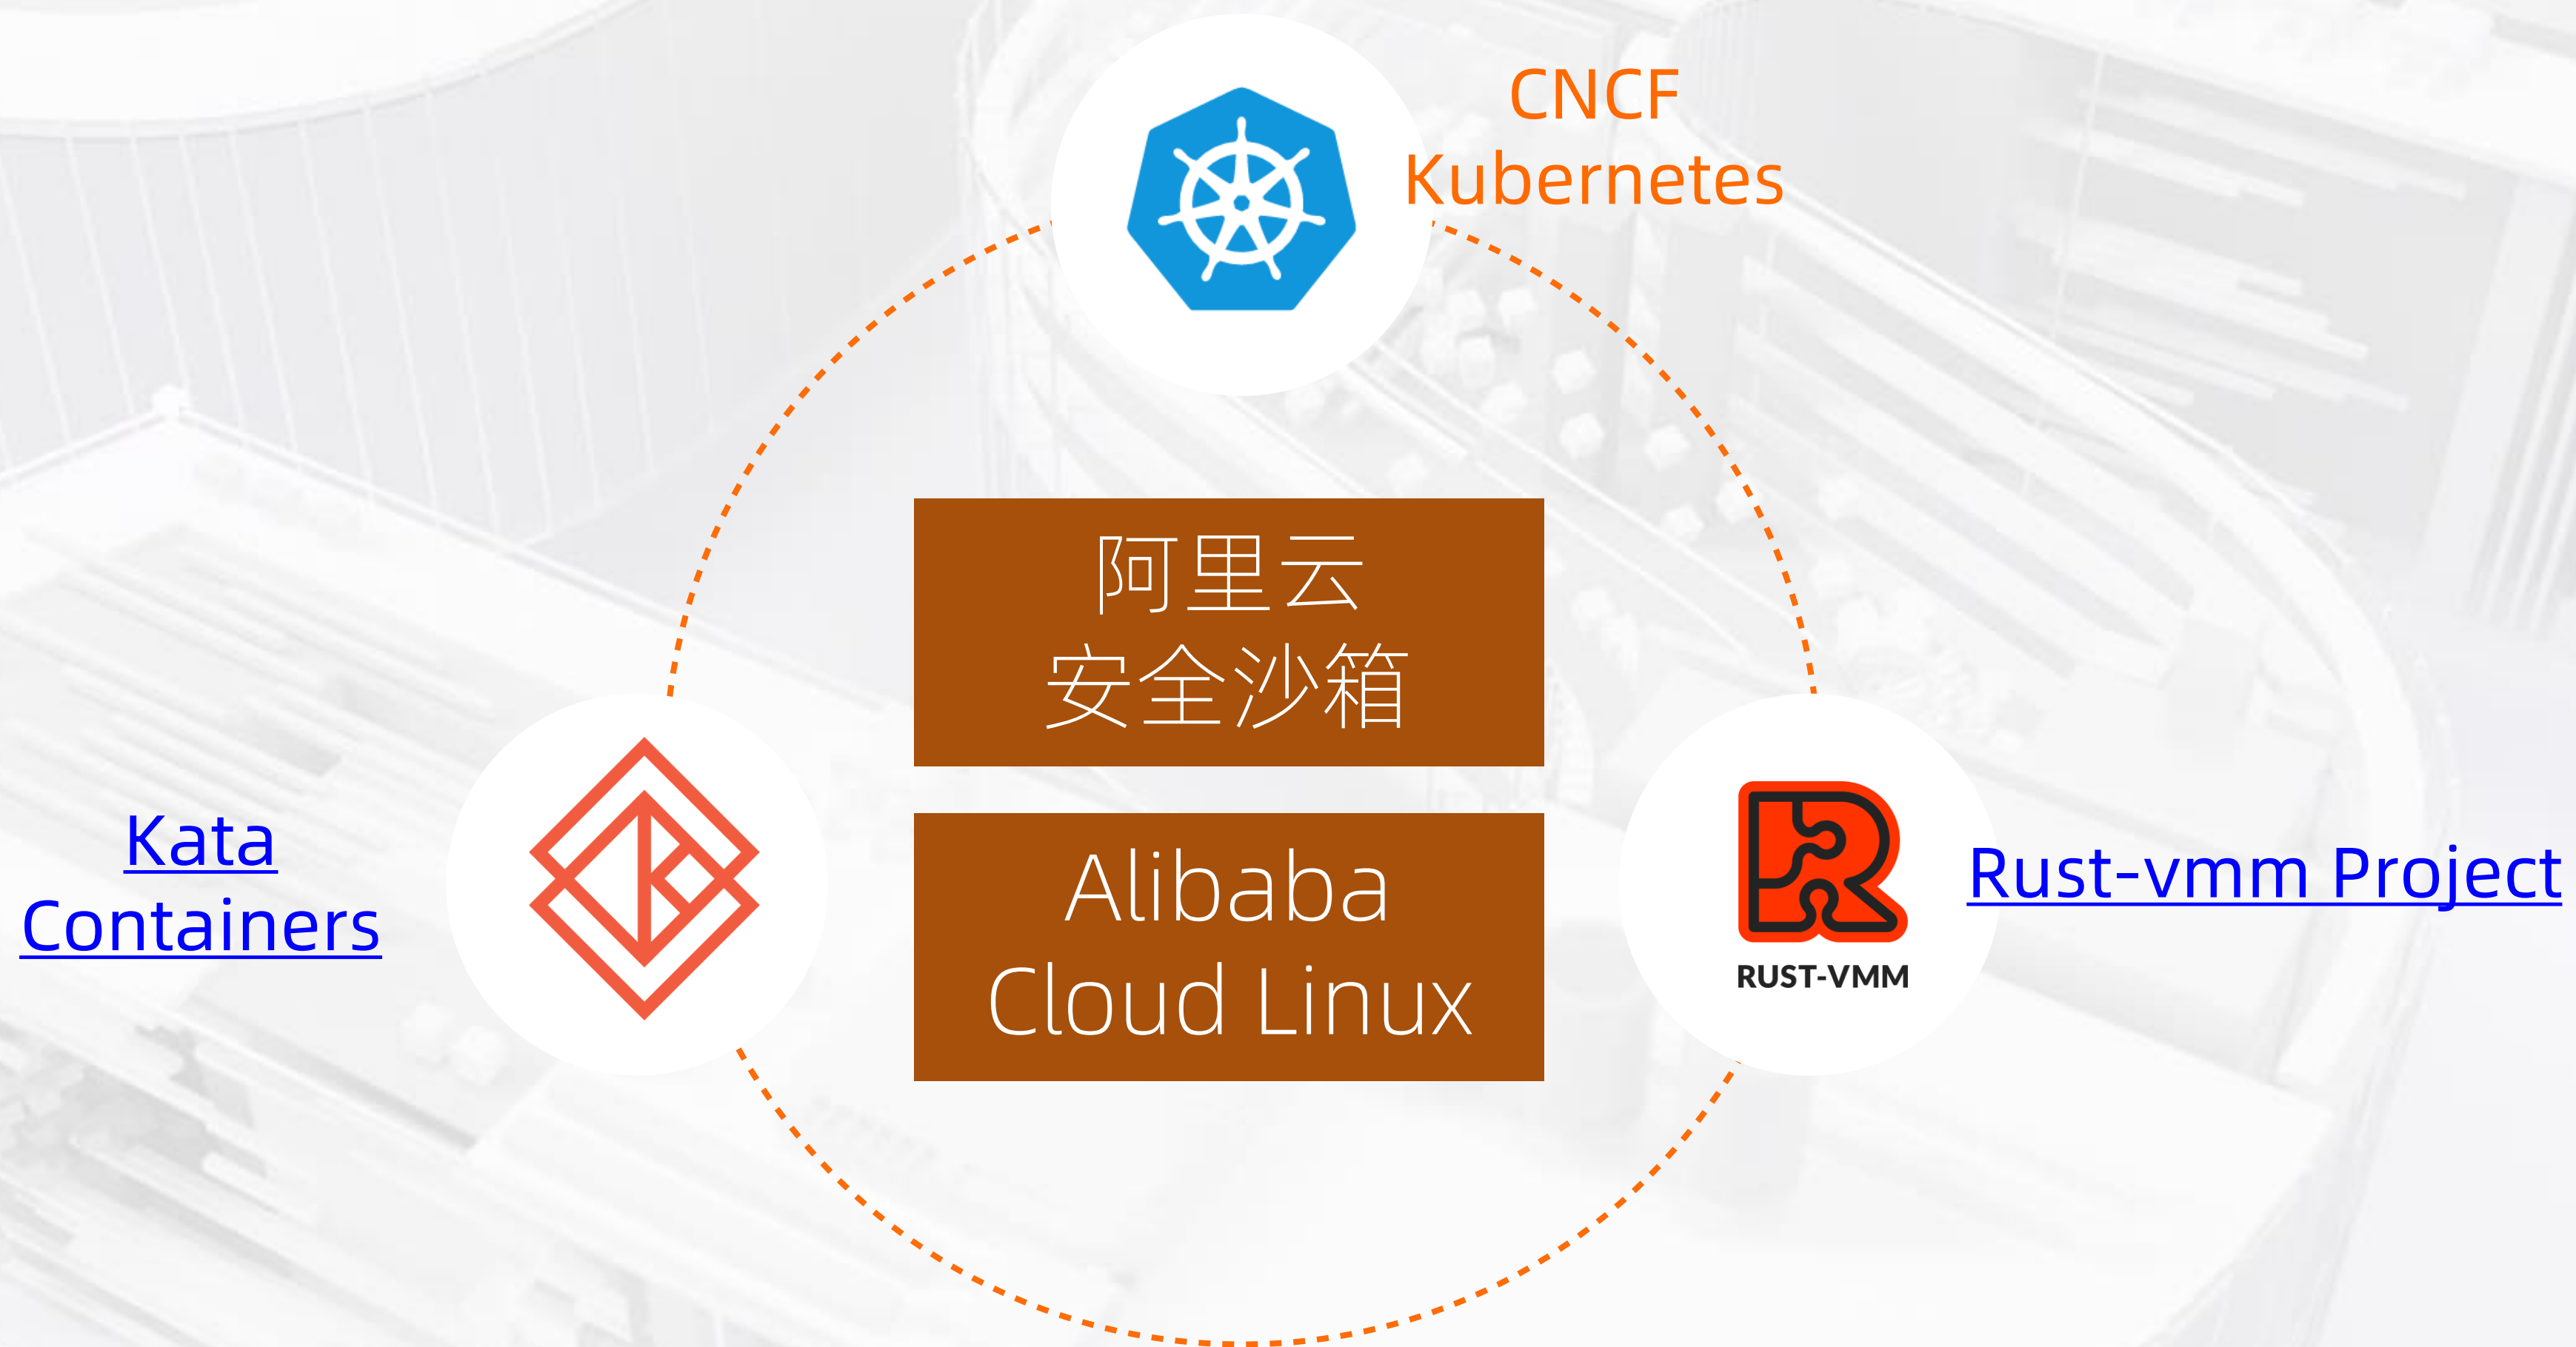 CNCF
Kubernetes
阿里云
安全沙箱
Kata
Containers
Alibaba
Cloud Linux
RUST-VMM
Rust-vmm Project